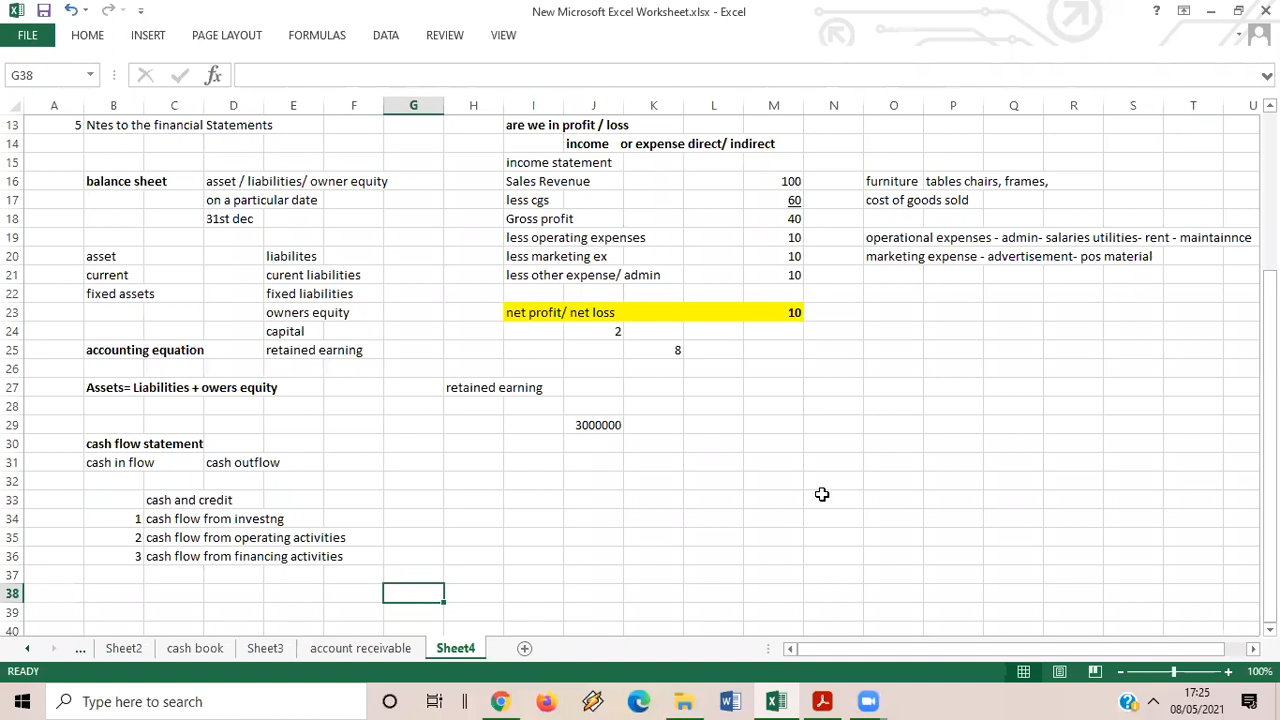 New Microsoft Excel Worksheet.xlsx - Excel
?
FILE HOME INSERT PAGE LAYOUT FORMULAS DATA REVIEW VIEW
G38 fx
A B C D E F G H I J K L M N O P Q R S T U
13 5 Ntes to the financial Statements are we in profit / loss
14 income or expense direct/ indirect
15 income statement
16 balance sheet asset / liabilities/ owner equity Sales Revenue 100 furniture tables chairs, frames,
17 on a particular date less cgs 60 cost of goods sold
18 31st dec Gross profit 40
19 less operating expenses 10 operational expenses - admin- salaries utilities- rent - maintainnce
20 asset liabilites less marketing ex 10 marketing expense - advertisement- pos material
21 current curent liabilities less other expense/ admin 10
22 fixed assets fixed liabilities
23 owners equity net profit/ net loss 10
24 capital 2
25 accounting equation retained earning 8
26
27 Assets= Liabilities + owers equity retained earning
28
29 3000000
30 cash flow statement
31 cash in flow cash outflow
32
33 cash and credit
34 1 cash flow from investng
35 2 cash flow from operating activities
36 3 cash flow from financing activities
37
38
39
40
... Sheet2 cash book Sheet3 account receivable Sheet4
READY 100%
Type here to search 17:25
08/05/2021